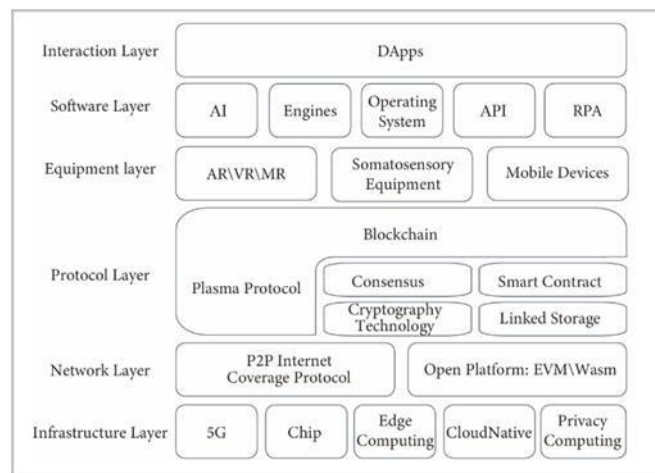 Interaction Layer
DApps
Software Layer
AI
Engines
Operating
System
API
RPA
Equipment layer
AR\VR\MR
Somatosensory
Equipment
Mobile Devices
Protocol Layer
Blockchain
Plasma Protocol
Consensus
Smart Contract
Cryptography
Technology
Linked Storage
Network Layer
P2P Internet
Coverage Protocol
Open Platform: EVM\Wasm
Infrastructure Layer
5G
Chip
Edge
Computing
CloudNative
Privacy
Computing